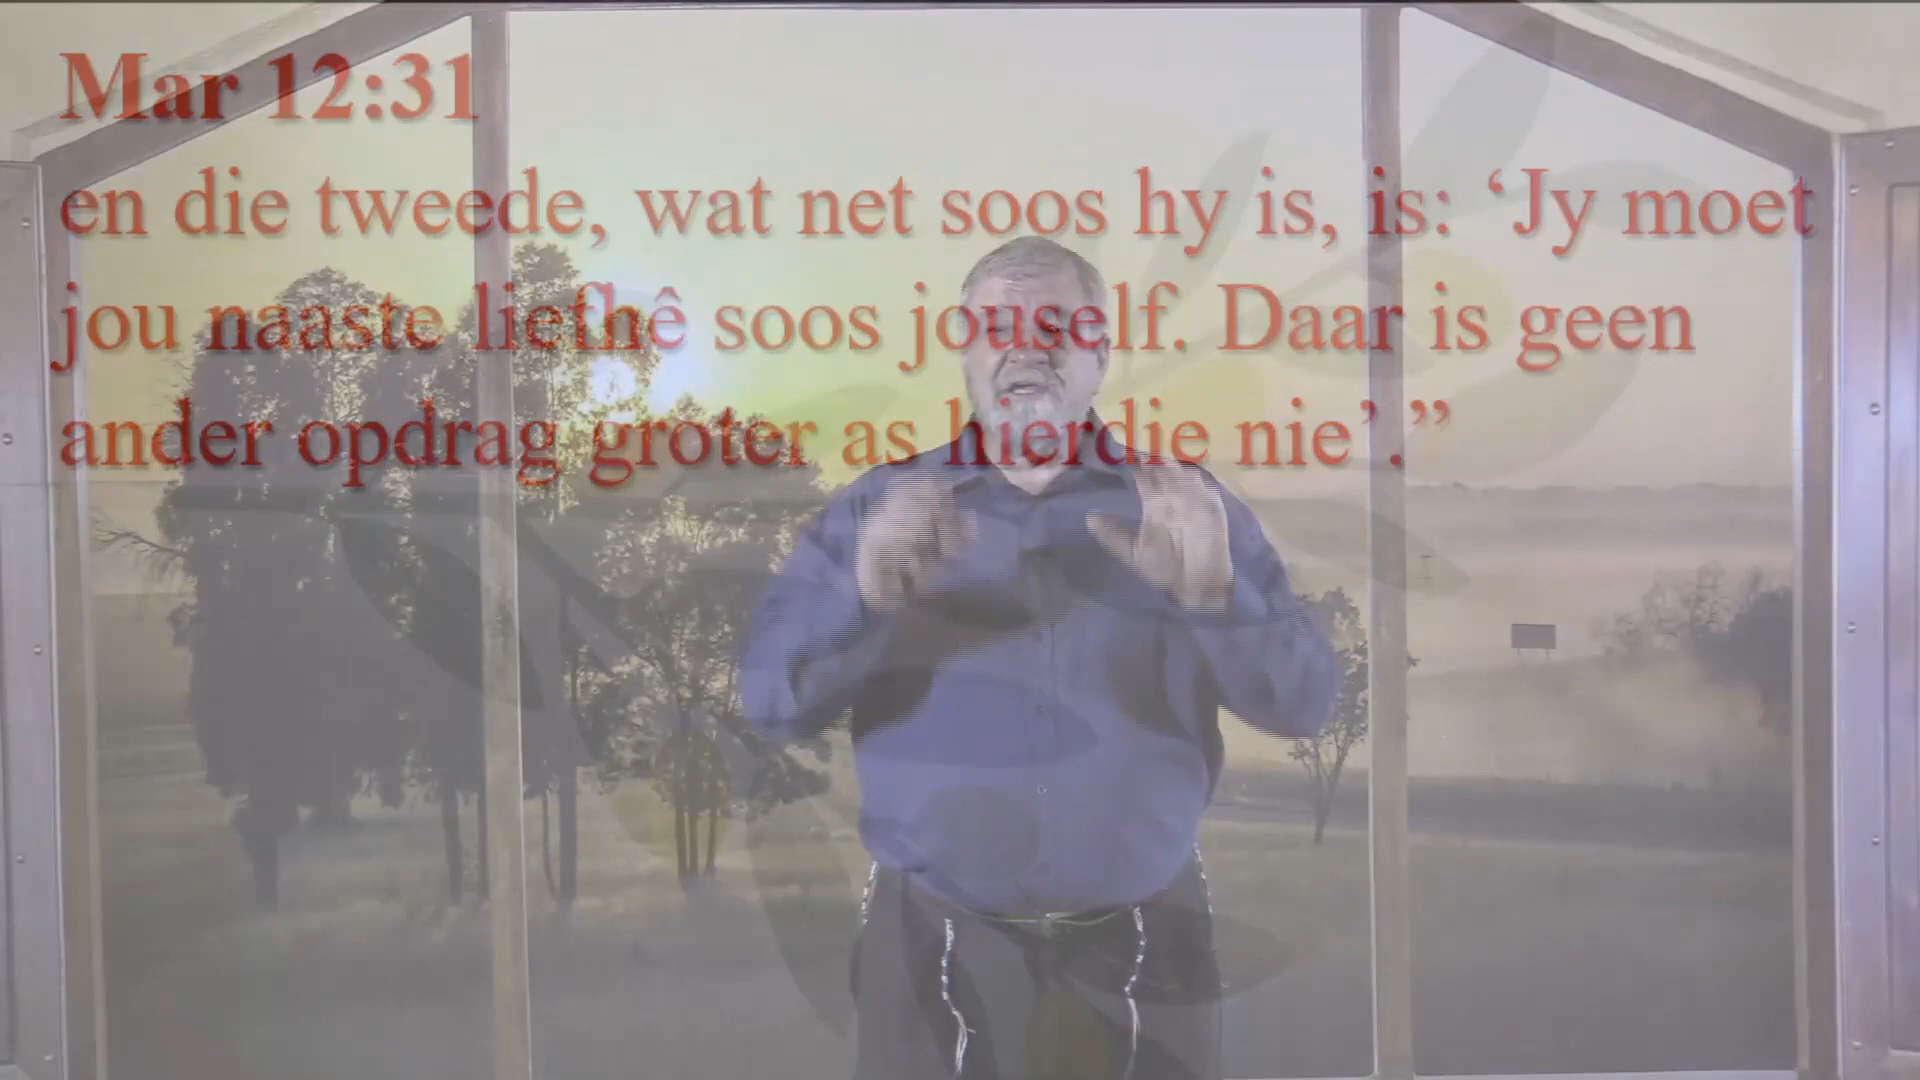 Mar 12:31
en die tweede, wat net soos hy is, is: ‘Jy moet
jou naaste liefhê soos jouself. Daar is geen
ander opdrag groter as hierdie nie’.”